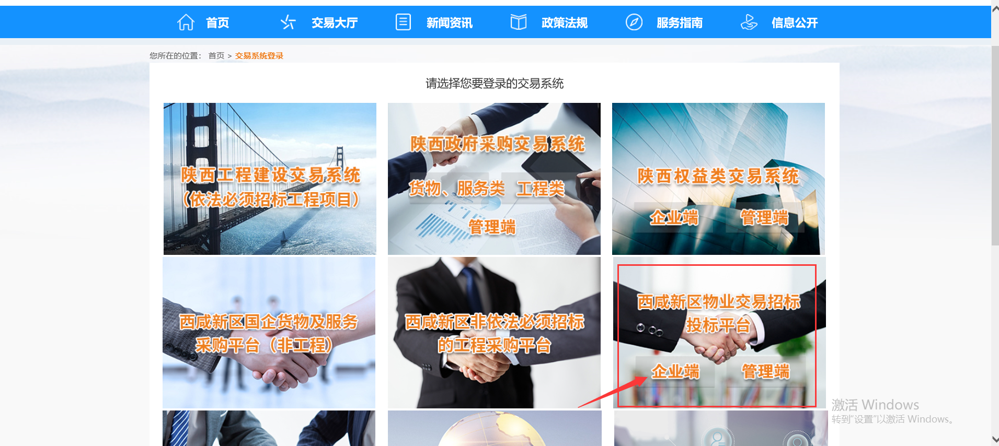 首页 交易大厅 新闻资讯 政策法规 服务指南 信息公开
您所在的位置： 首页 > 交易系统登录
请选择您要登录的交易系统
陕西工程建设交易系统
（依法必须招标工程项目）
陕西政府采购交易系统
货物、服务类 工程类
管理端
陕西权益类交易系统
企业端 管理端
西咸新区国企货物及服务
采购平台（非工程）
西咸新区非依法必须招标
的工程采购平台
西咸新区物业交易招标
投标平台
企业端 管理端
激活 Windows
转到“设置”以激活 Windows。